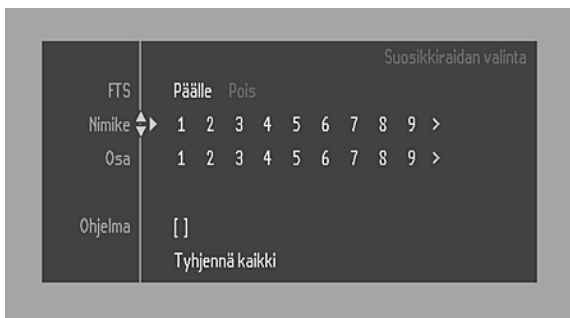 Suosikkiraidan valinta
FTS Päälle Pois
Nimike 1 2 3 4 5 6 7 8 9 >
Osa 1 2 3 4 5 6 7 8 9 >
Ohjelma [ ]
Tyhjennä kaikki